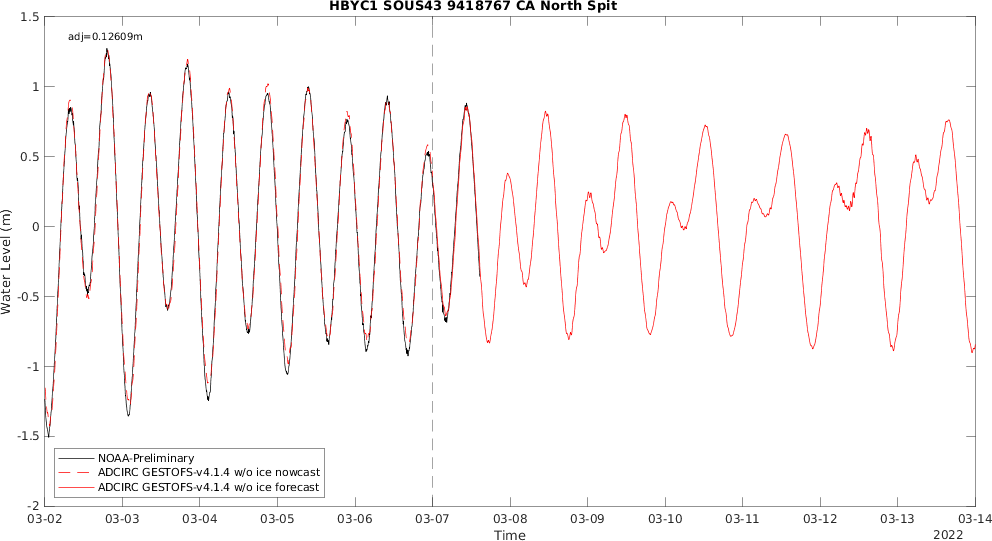 HBYC1 SOUS43 9418767 CA North Spit
adj=0.12609m
1.5
1
0.5
0
-0.5
-1
-1.5
-2
Water Level (m)
NOAA-Preliminary
ADCIRC GESTOFS-v4.1.4 w/o ice nowcast
ADCIRC GESTOFS-v4.1.4 w/o ice forecast
03-02 03-03 03-04 03-05 03-06 03-07 03-08 03-09 03-10 03-11 03-12 03-13 03-14
Time
2022